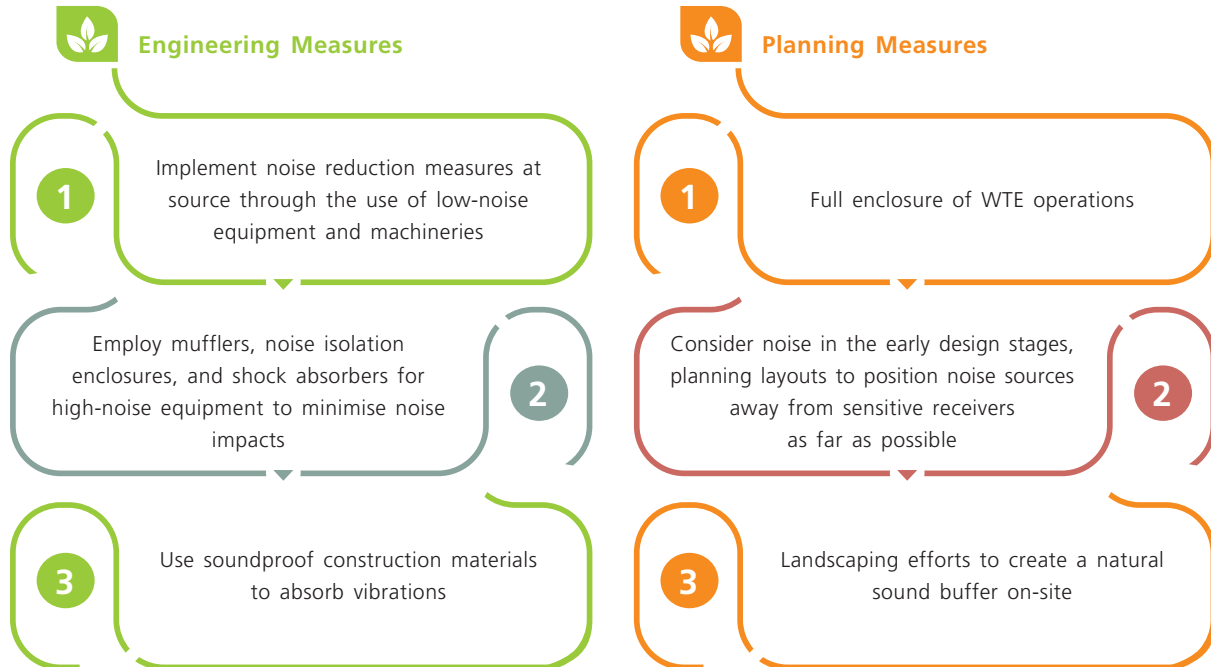 Engineering Measures
1
Implement noise reduction measures at
source through the use of low-noise
equipment and machineries
Employ mufflers, noise isolation
enclosures, and shock absorbers for
high-noise equipment to minimise noise
impacts
2
3
Use soundproof construction materials
to absorb vibrations
Planning Measures
1
Full enclosure of WTE operations
Consider noise in the early design stages,
planning layouts to position noise sources
away from sensitive receivers
as far as possible
2
3
Landscaping efforts to create a natural
sound buffer on-site